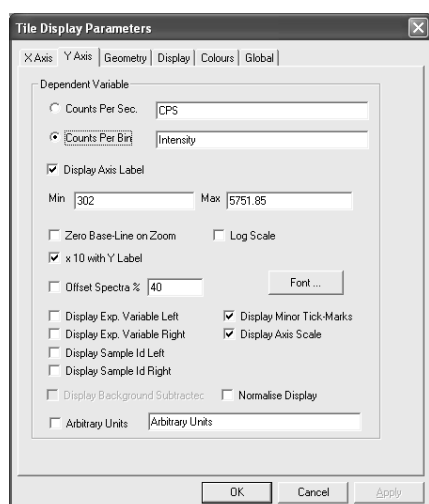 Tile Display Parameters
X Axis Y Axis Geometry Display Colours Global
Dependent Variable
Counts Per Sec. CPS
Counts Per Bin Intensity
Display Axis Label
Min 302 Max 5751.85
Zero Base-Line on Zoom Log Scale
x 10 with Y Label
Offset Spectra % 40 Font ...
Display Exp. Variable Left Display Minor Tick-Marks
Display Exp. Variable Right Display Axis Scale
Display Sample Id Left
Display Sample Id Right
Display Background Subtractec Normalise Display
Arbitrary Units Arbitrary Units
OK Cancel Apply